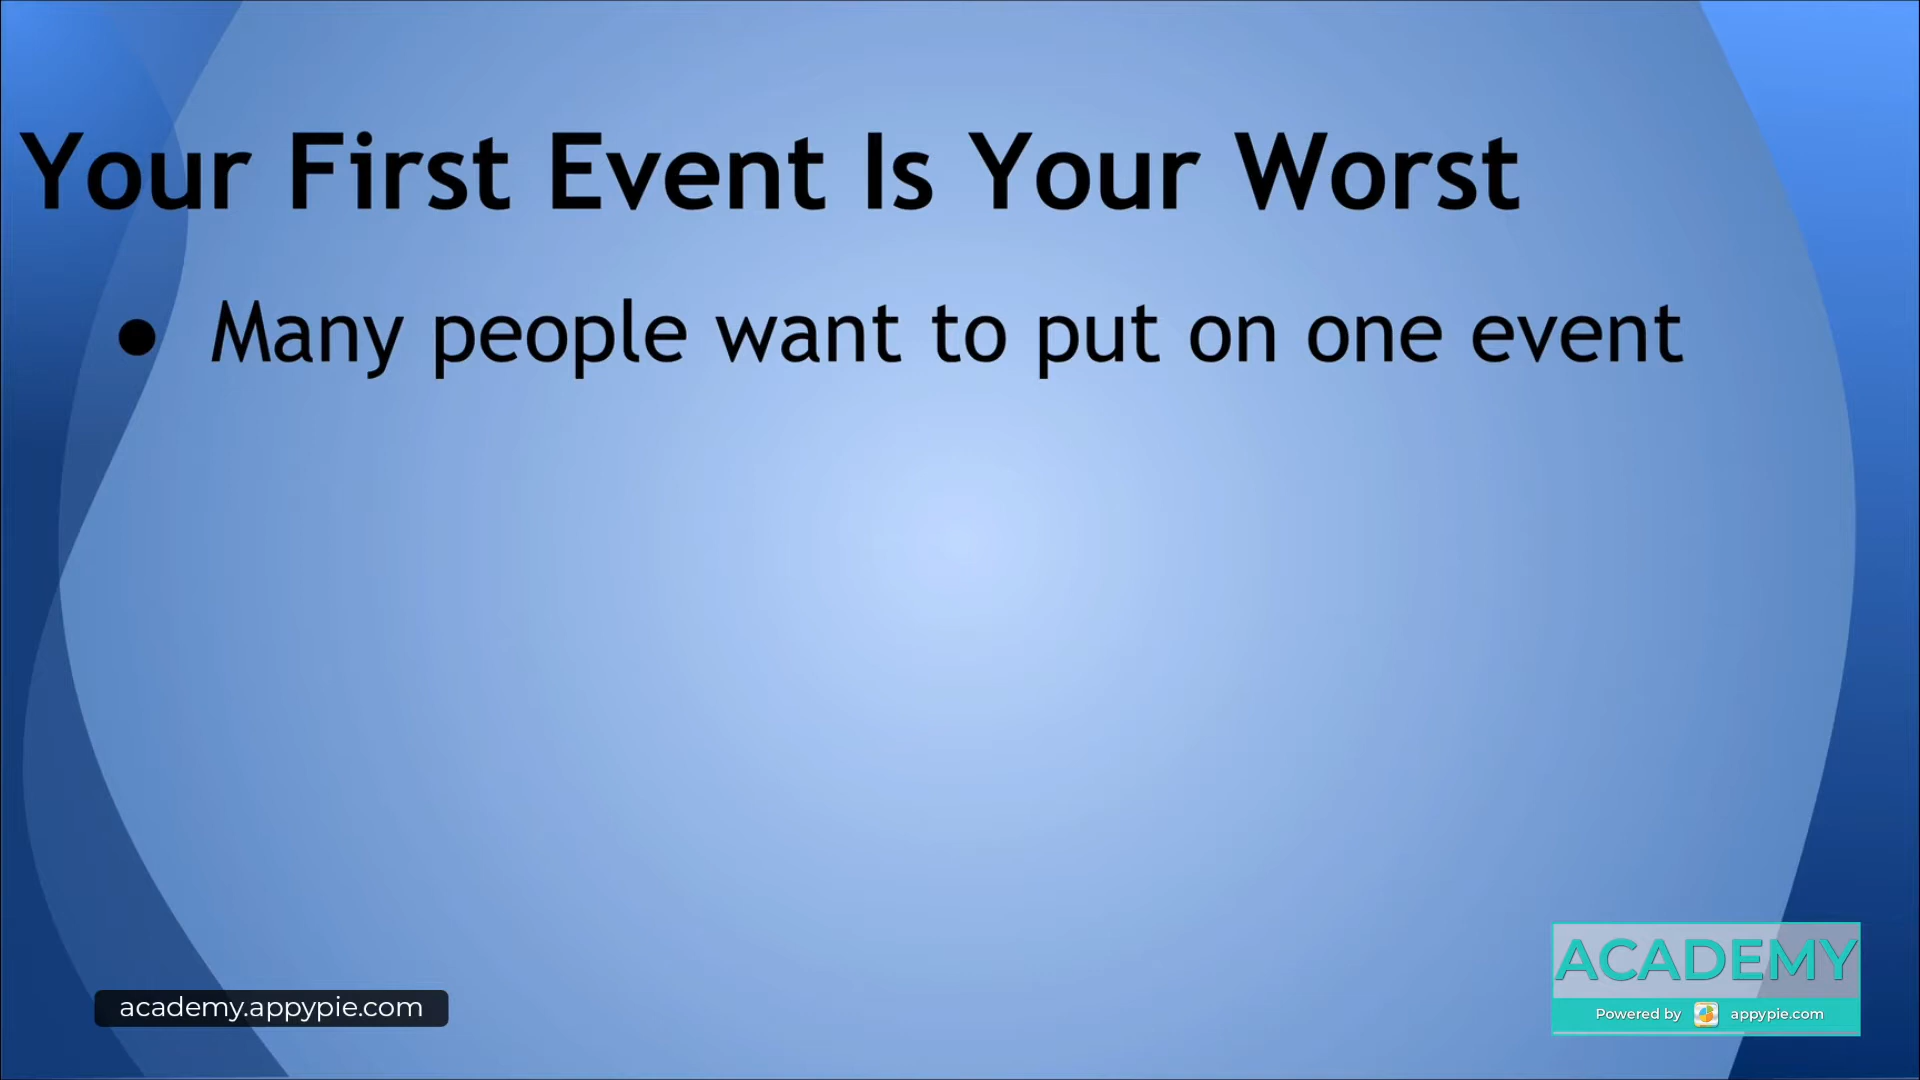 Your First Event Is Your Worst
● Many people want to put on one event
ACADEMY
academy.appypie.com
Powered by appypie.com